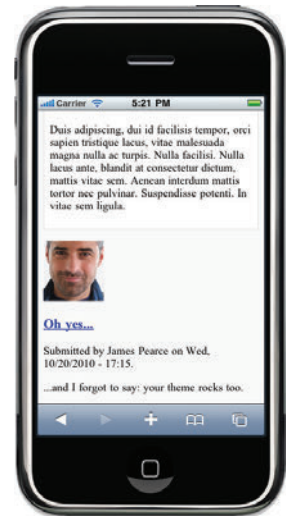 Carrier 5:21 PM
Duis adipiscing, dui id facilisis tempor, orci
sapien tristique lacus, vitae malesuada
magna nulla ac turpis. Nulla facilisi. Nulla
lacus ante, blandit at consectetur dictum,
mattis vitae sem. Aenean interdum mattis
tortor nec pulvinar. Suspendisse potenti. In
vitae sem ligula.
Oh yes...
Submitted by James Pearce on Wed,
10/20/2010 - 17:15.
...and I forgot to say: your theme rocks too.